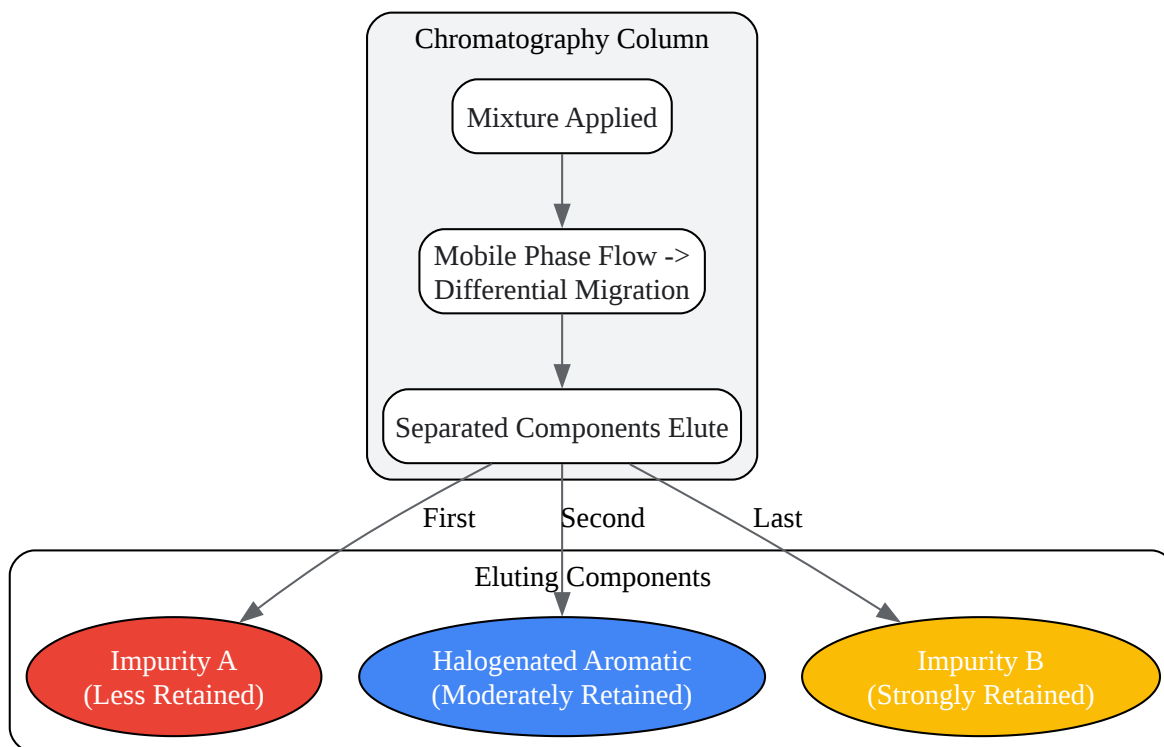 Chromatography Column
Mixture Applied
Mobile Phase Flow ->
Differential Migration
Separated Components Elute
First
Second
Last
Eluting Components
Impurity A
(Less Retained)
Halogenated Aromatic
(Moderately Retained)
Impurity B
(Strongly Retained)